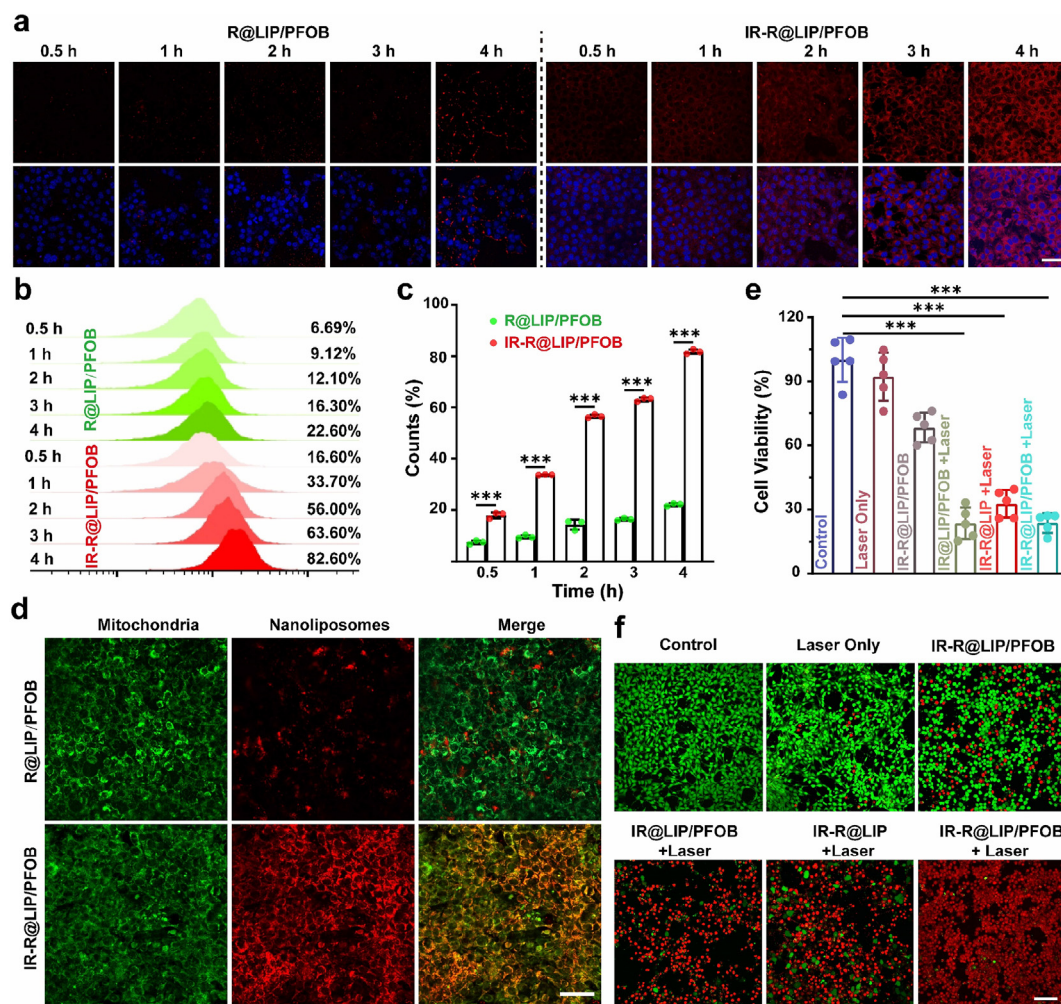 a
R@LIP/PFOB
IR-R@LIP/PFOB
0.5 h 1 h 2 h 3 h 4 h 0.5 h 1 h 2 h 3 h 4 h
b
0.5 h 6.69%
1 h 9.12%
2 h 12.10%
3 h 16.30%
4 h 22.60%
R@LIP/PFOB
0.5 h 16.60%
1 h 33.70%
2 h 56.00%
3 h 63.60%
4 h 82.60%
IR-R@LIP/PFOB
c
Counts (%)
100
80
60
40
20
R@LIP/PFOB
IR-R@LIP/PFOB
*** *** *** *** ***
0.5 1 2 3 4
Time (h)
e
Cell Viability (%)
120
90
60
30
0
***
***
***
Control
Laser Only
IR-R@LIP/PFOB
IR@LIP/PFOB +Laser
IR-R@LIP +Laser
IR-R@LIP/PFOB +Laser
d
Mitochondria Nanoliposomes Merge
R@LIP/PFOB
IR-R@LIP/PFOB
f
Control Laser Only IR-R@LIP/PFOB
IR@LIP/PFOB IR-R@LIP IR-R@LIP/PFOB
+Laser +Laser + Laser